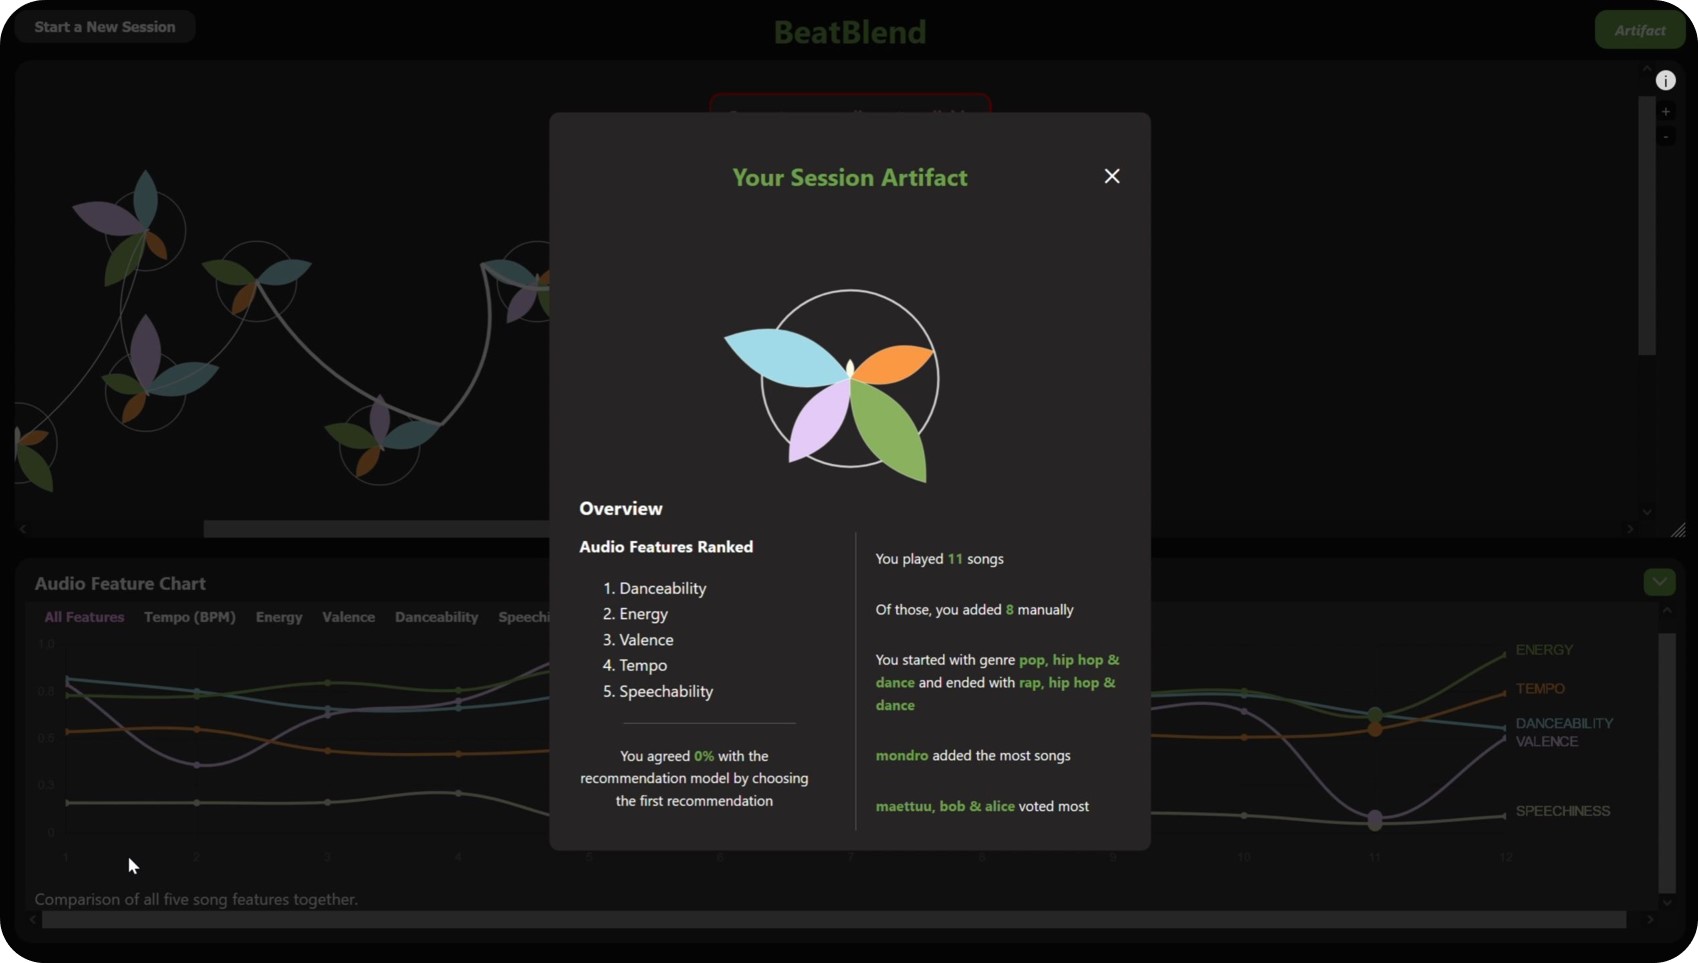 Start a New Session
BeatBlend
Artifact
i
+
-
Your Session Artifact
Overview
Audio Features Ranked
1. Danceability
2. Energy
3. Valence
4. Tempo
5. Speechability
You agreed 0% with the
recommendation model by choosing
the first recommendation
You played 11 songs
Of those, you added 8 manually
You started with genre pop, hip hop &
dance and ended with rap, hip hop &
dance
mondro added the most songs
maettuu, bob & alice voted most
Audio Feature Chart
All Features Tempo (BPM) Energy Valence Danceability Speechi
1.0
0.8
0.5
0.3
0
ENERGY
TEMPO
DANCEABILITY
VALENCE
SPEECHINESS
1 2 3 4 5 6 7 8 9 10 11 12
Comparison of all five song features together.